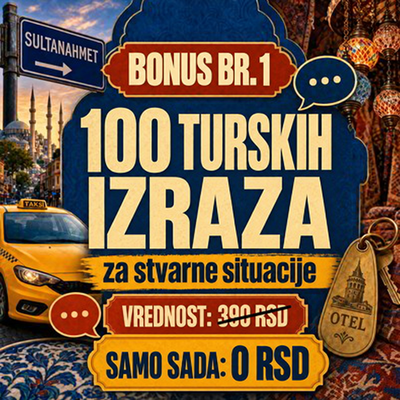 SULTANAHMET
BONUS BR. 1
100 TURSKIH
IZRAZA
za stvarne situacije
TAKSI
VREDNOST: 390 RSD
SAMO SADA: 0 RSD
OTEL